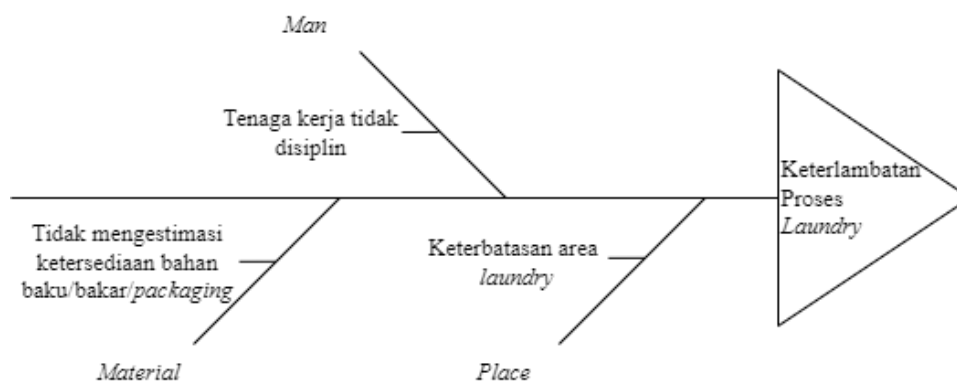 Man
Tenaga kerja tidak
disiplin
Keterlambatan
Proses
Laundry
Tidak mengestimasi
ketersediaan bahan
baku/bakar/packaging
Keterbatasan area
laundry
Material
Place